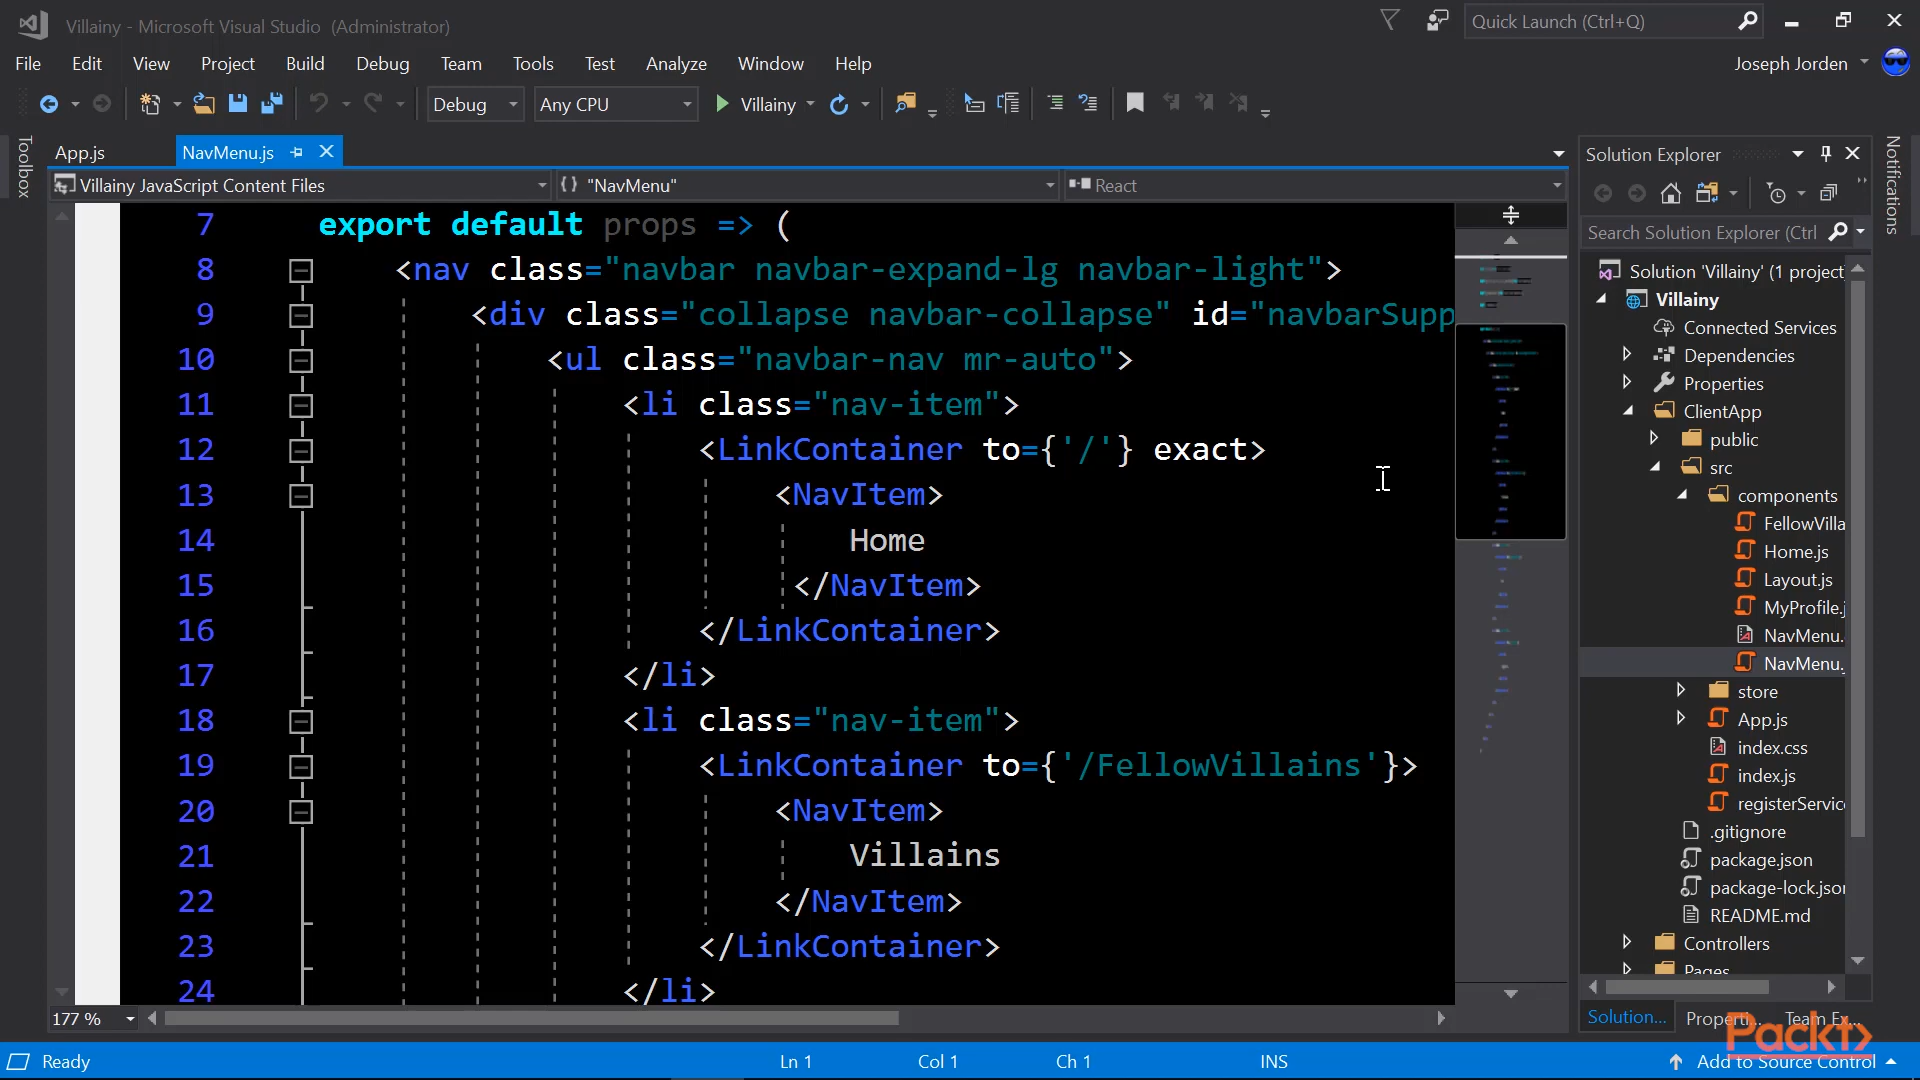 Villainy - Microsoft Visual Studio (Administrator)
Quick Launch (Ctrl+Q)
File Edit View Project Build Debug Team Tools Test Analyze Window Help
Joseph Jorden
Debug Any CPU Villainy
Toolbox
App.js NavMenu.js
Villainy JavaScript Content Files {} "NavMenu" React
7 export default props => (
8 <nav class="navbar navbar-expand-lg navbar-light">
9 <div class="collapse navbar-collapse" id="navbarSupp
10 <ul class="navbar-nav mr-auto">
11 <li class="nav-item">
12 <LinkContainer to={'/'} exact>
13 <NavItem>
14 Home
15 </NavItem>
16 </LinkContainer>
17 </li>
18 <li class="nav-item">
19 <LinkContainer to={'/FellowVillains'}>
20 <NavItem>
21 Villains
22 </NavItem>
23 </LinkContainer>
24 </li>
177 %
Solution Explorer
Search Solution Explorer (Ctrl
Solution 'Villainy' (1 project
Villainy
Connected Services
Dependencies
Properties
ClientApp
public
src
components
FellowVilla
Home.js
Layout.js
MyProfile.j
NavMenu.
NavMenu.
store
App.js
index.css
index.js
registerService
.gitignore
package.json
package-lock.json
README.md
Controllers
Pages
Solution... Properti... Team Ex...
Notifications
Packt>
Ready Ln 1 Col 1 Ch 1 INS Add to Source Control